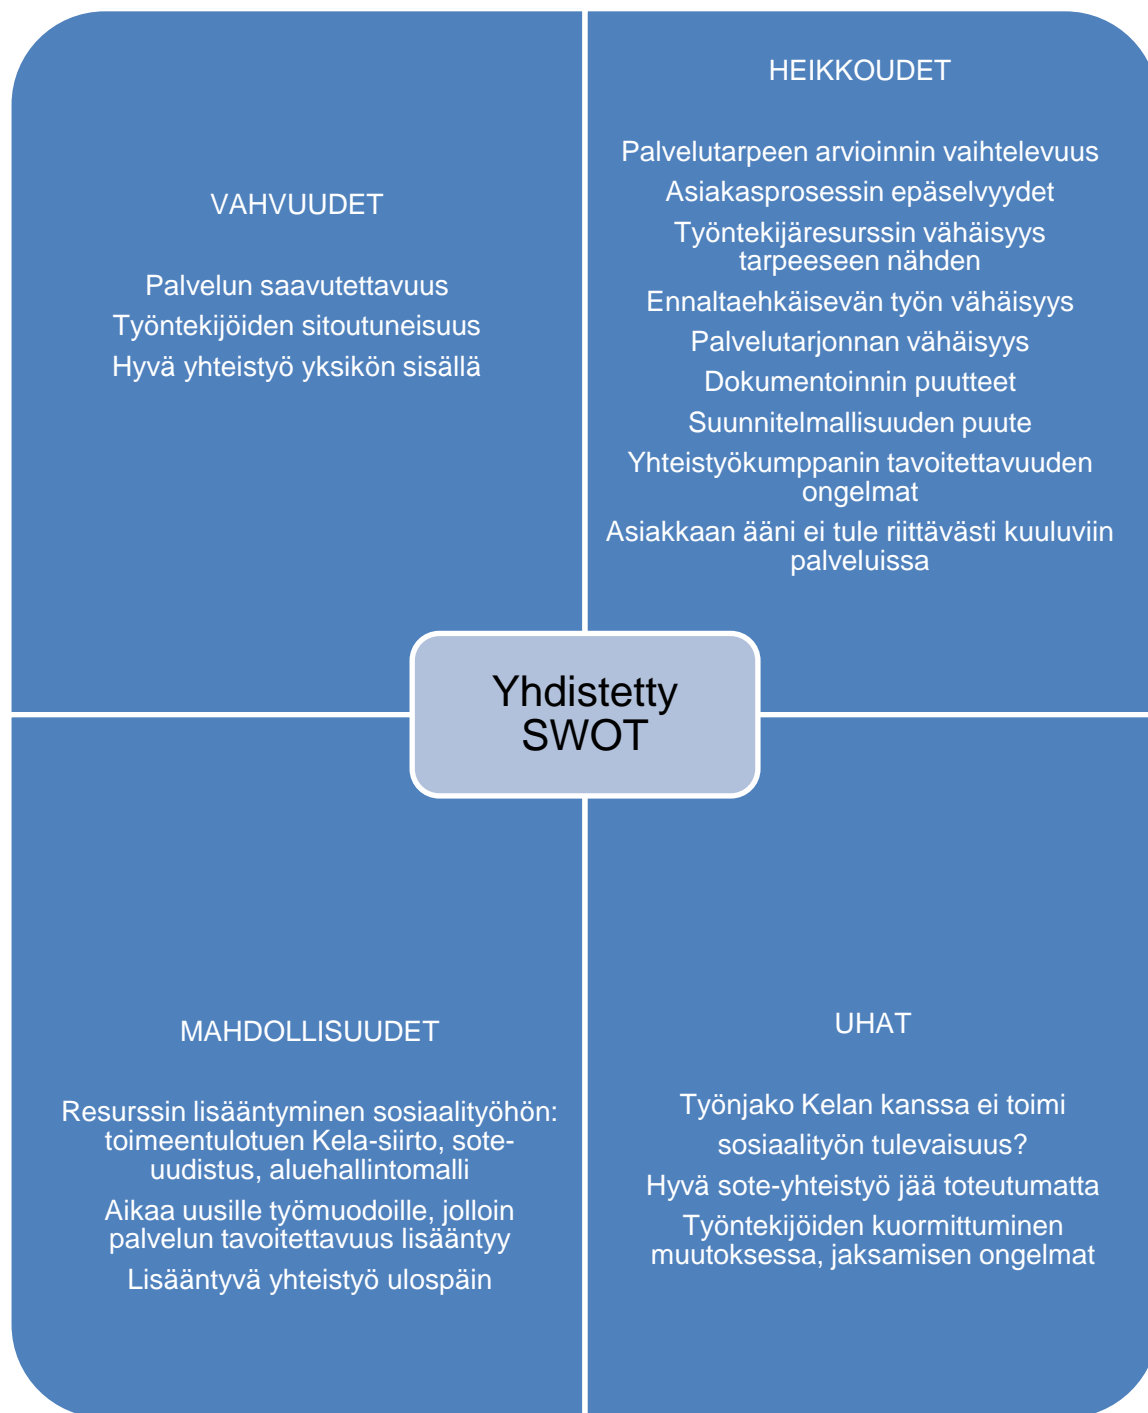 VAHVUUDET
Palvelun saavutettavuus
Työntekijöiden sitoutuneisuus
Hyvä yhteistyö yksikön sisällä
HEIKKOUDET
Palvelutarpeen arvioinnin vaihtelevuus
Asiakasprosessin epäselvyydet
Työntekijäresurssin vähäisyys
tarpeeseen nähden
Ennaltaehkäisevän työn vähäisyys
Palvelutarjonnan vähäisyys
Dokumentoinnin puutteet
Suunnitelmallisuuden puute
Yhteistyökumppanin tavoitettavuuden
ongelmat
Asiakkaan ääni ei tule riittävästi kuuluviin
palveluissa
Yhdistetty
SWOT
MAHDOLLISUUDET
Resurssin lisääntyminen sosiaalityöhön:
toimeentulotuen Kela-siirto, sote-
uudistus, aluehallintomalli
Aikaa uusille työmuodoille, jolloin
palvelun tavoitettavuus lisääntyy
Lisääntyvä yhteistyö ulospäin
UHAT
Työnjako Kelan kanssa ei toimi
sosiaalityön tulevaisuus?
Hyvä sote-yhteistyö jää toteutumatta
Työntekijöiden kuormittuminen
muutoksessa, jaksamisen ongelmat